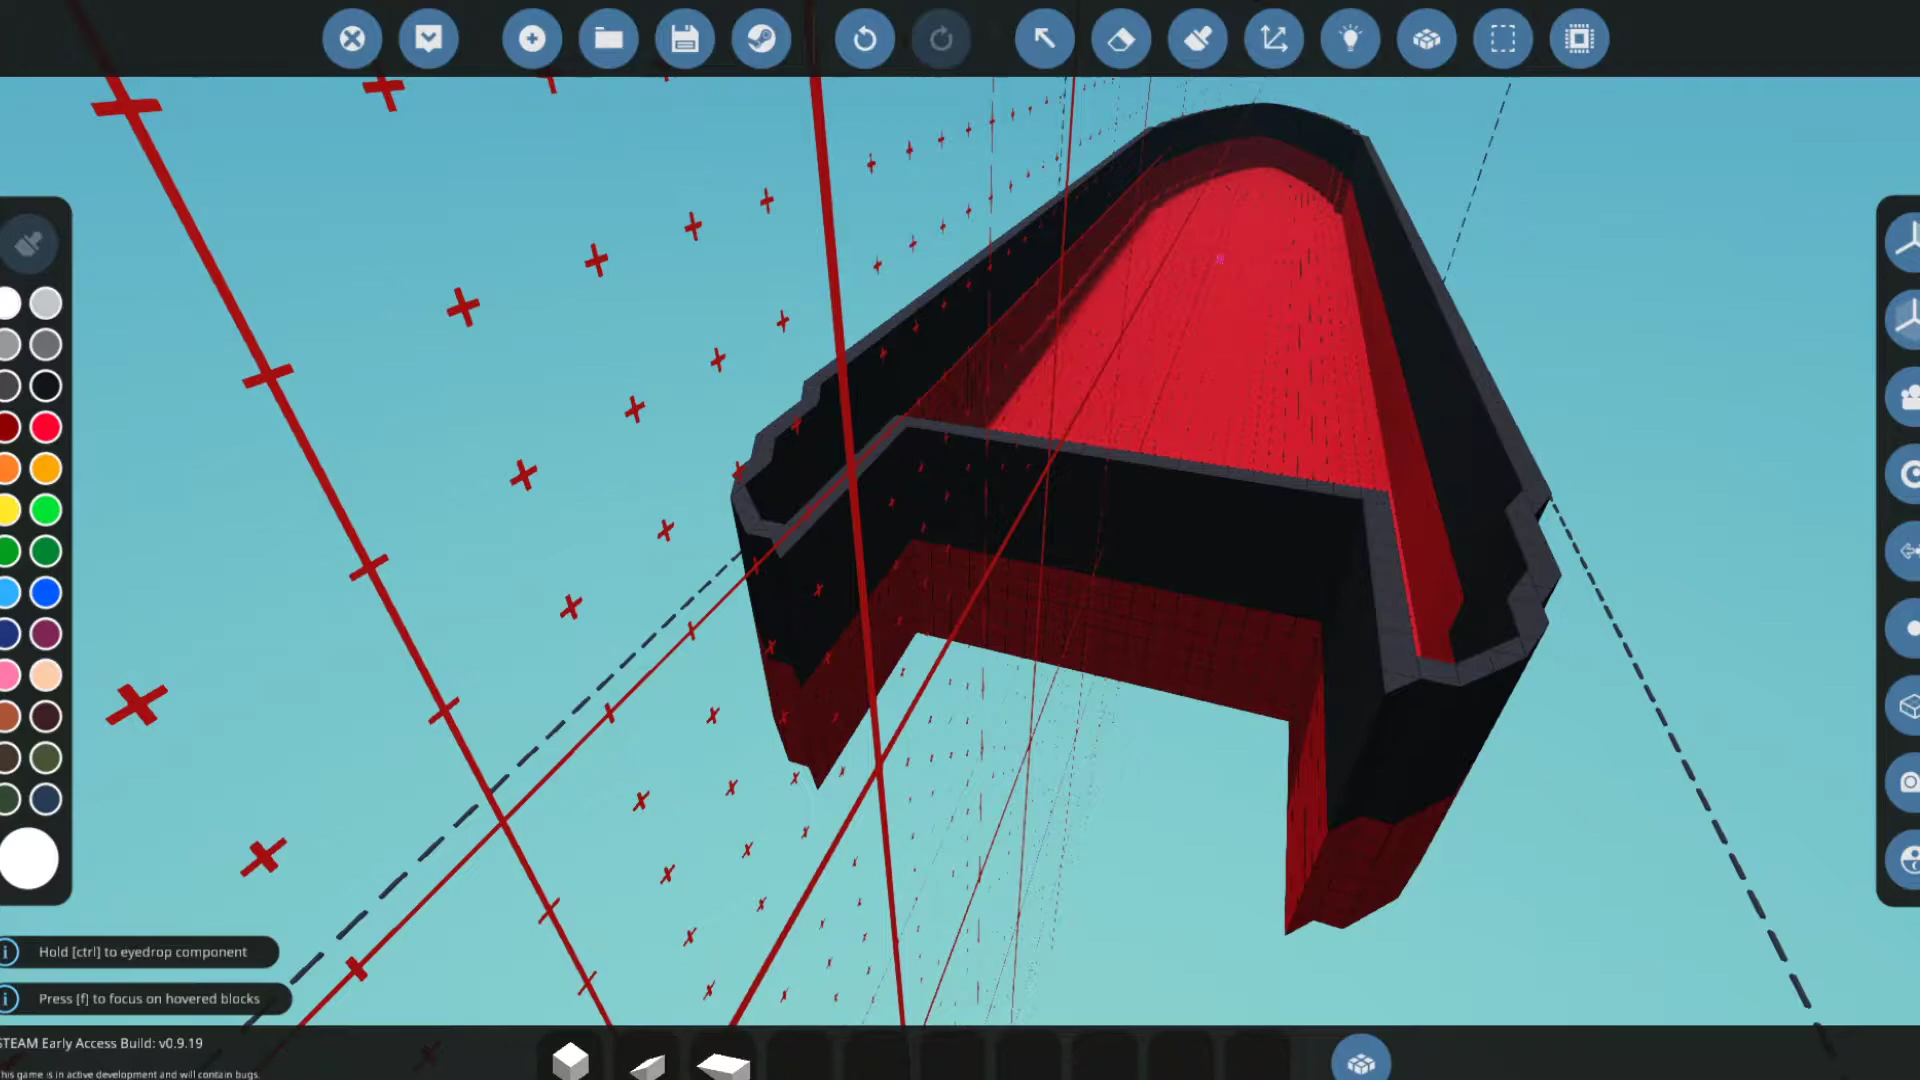 Hold [ctrl] to eyedrop component
Press [f] to focus on hovered blocks
STEAM Early Access Build: v0.9.19
This game is in active development and will contain bugs.